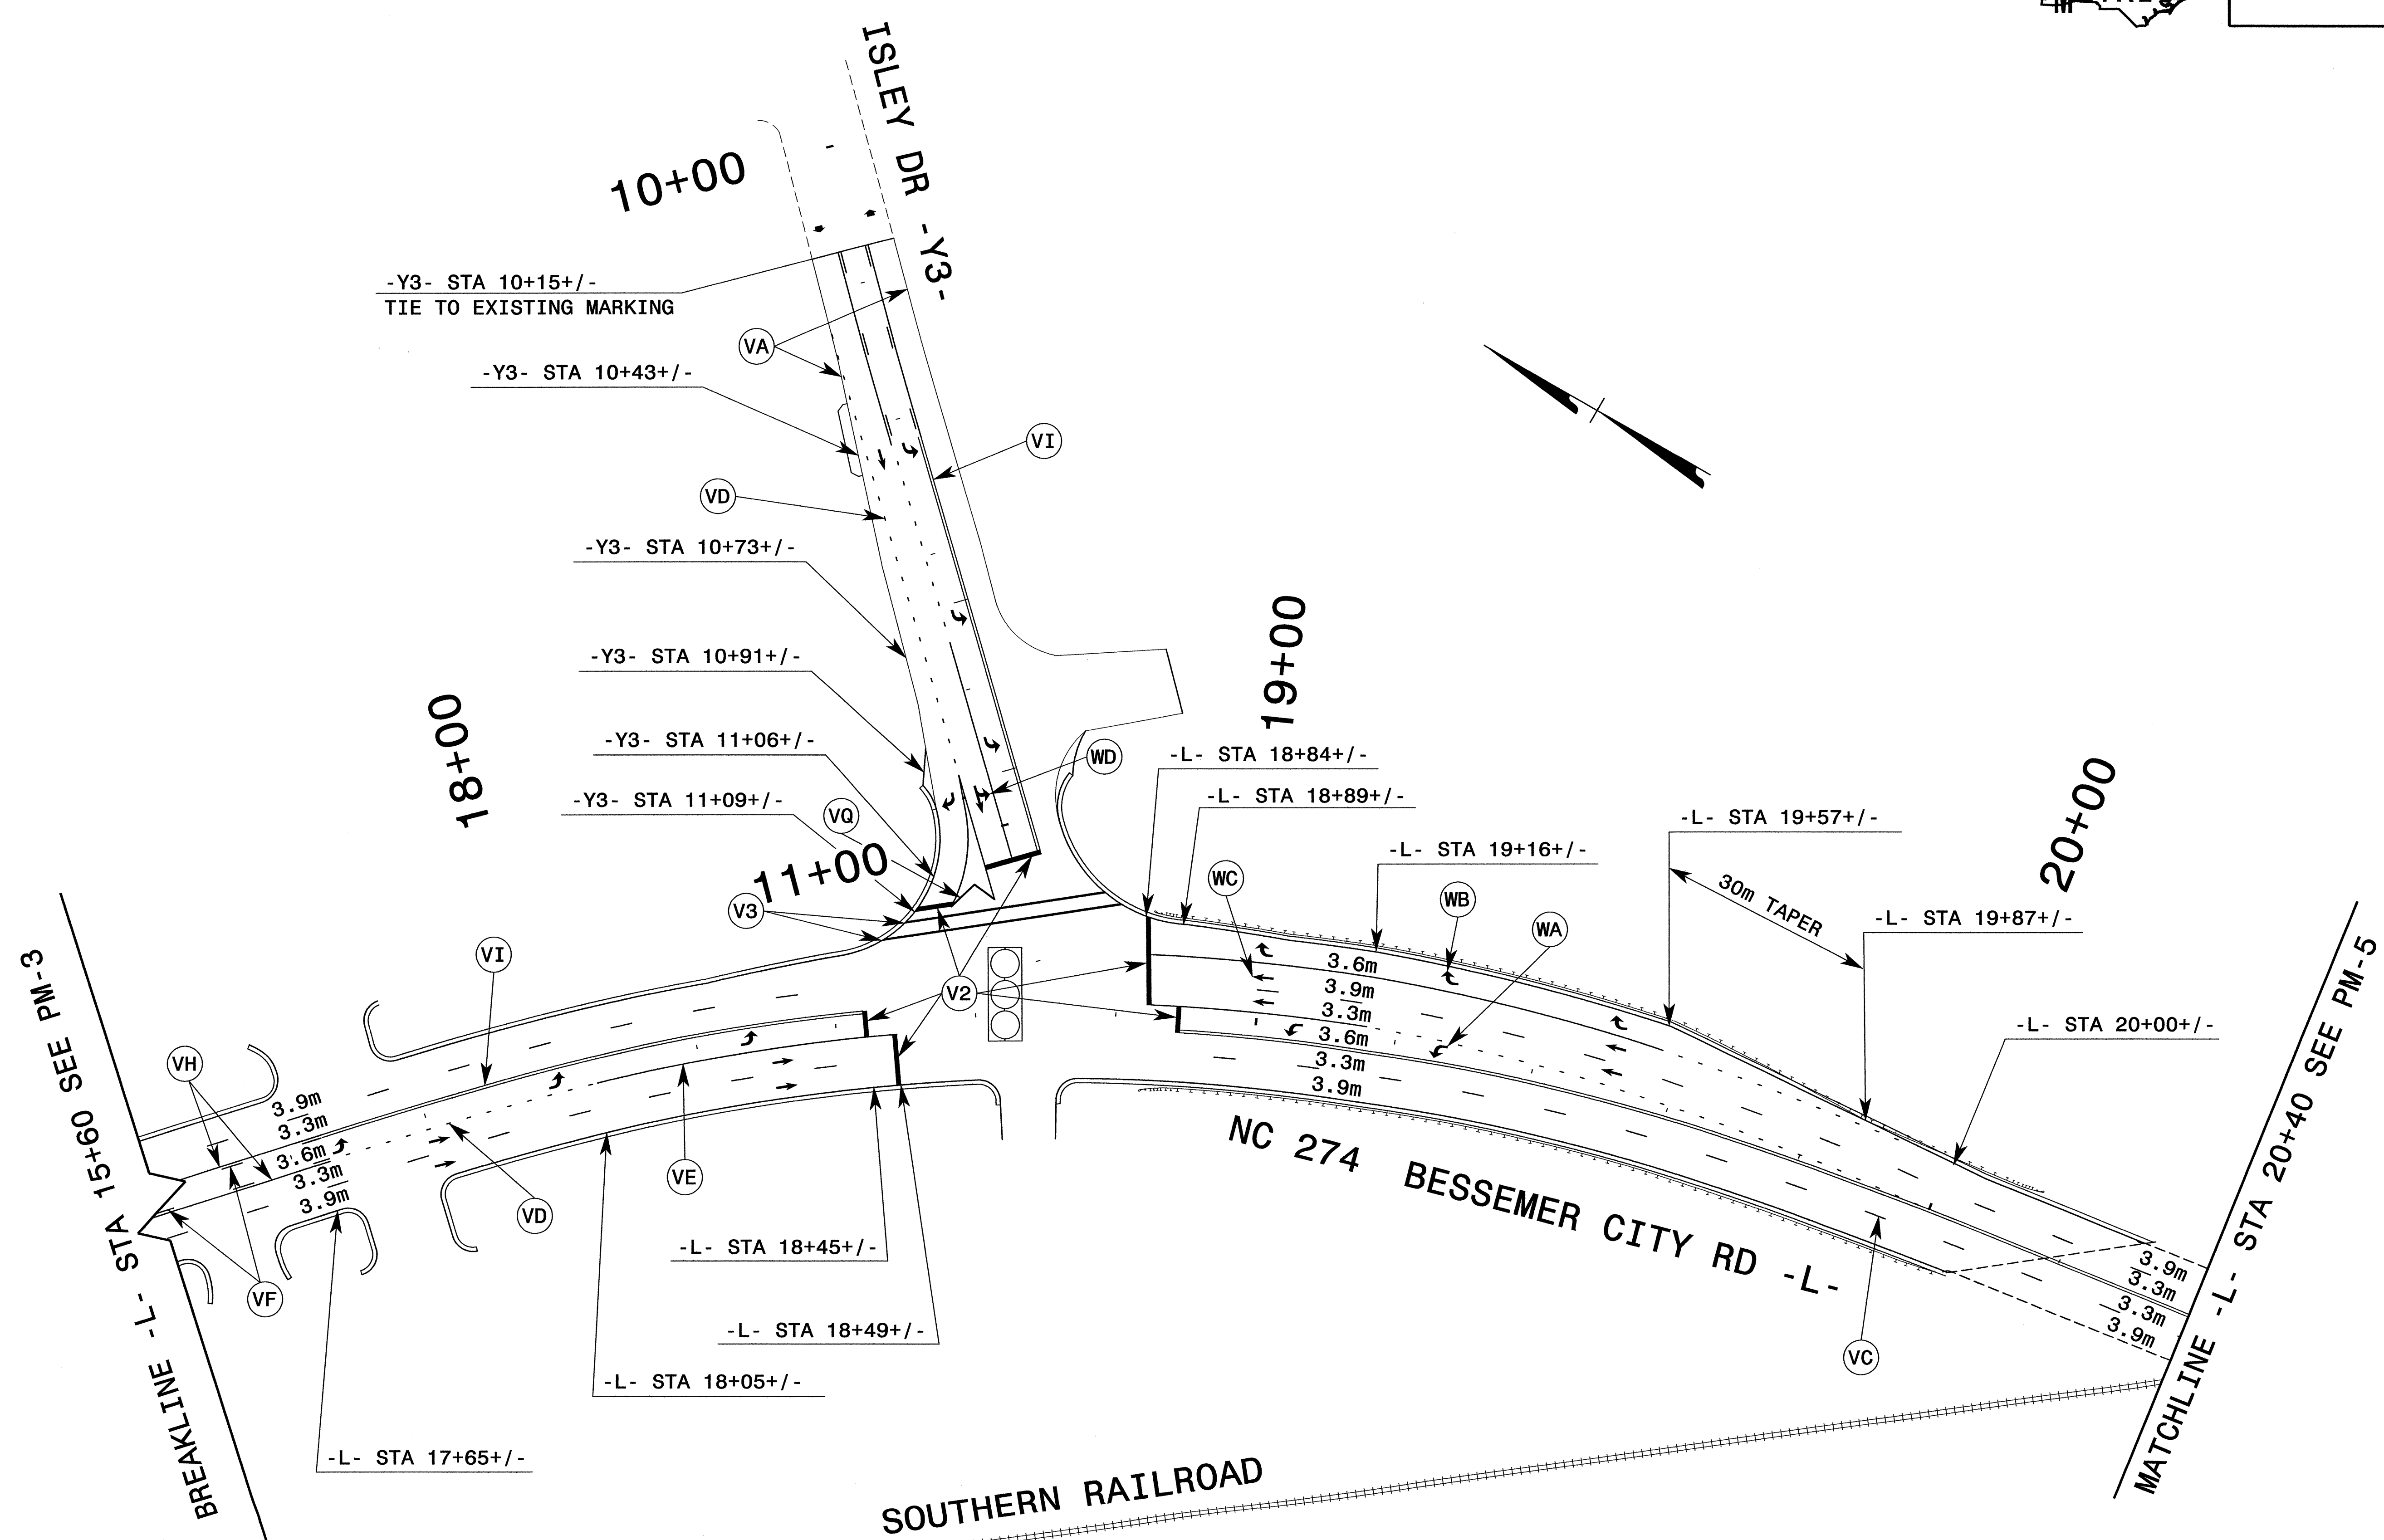 ISLEY DR -Y3-
10+00
-Y3- STA 10+15+/-
TIE TO EXISTING MARKING
VA
-Y3- STA 10+43+/-
VI
VD
-Y3- STA 10+73+/-
-Y3- STA 10+91+/-
-Y3- STA 11+06+/-
-Y3- STA 11+09+/-
VQ
WD
11+00
V3
18+00
19+00
20+00
-L- STA 18+84+/-
-L- STA 18+89+/-
-L- STA 19+16+/-
-L- STA 19+57+/-
30m TAPER
-L- STA 19+87+/-
-L- STA 20+00+/-
WC
WB
WA
V2
VI
VH
3.9m
3.3m
3.6m
3.3m
3.9m
3.6m
3.9m
3.3m
3.6m
3.3m
3.9m
3.9m
3.3m
3.3m
3.9m
VE
VD
VF
VC
NC 274 BESSEMER CITY RD -L-
-L- STA 18+45+/-
-L- STA 18+49+/-
-L- STA 18+05+/-
-L- STA 17+65+/-
BREAKLINE -L- STA 15+60 SEE PM-3
MATCHLINE -L- STA 20+40 SEE PM-5
SOUTHERN RAILROAD